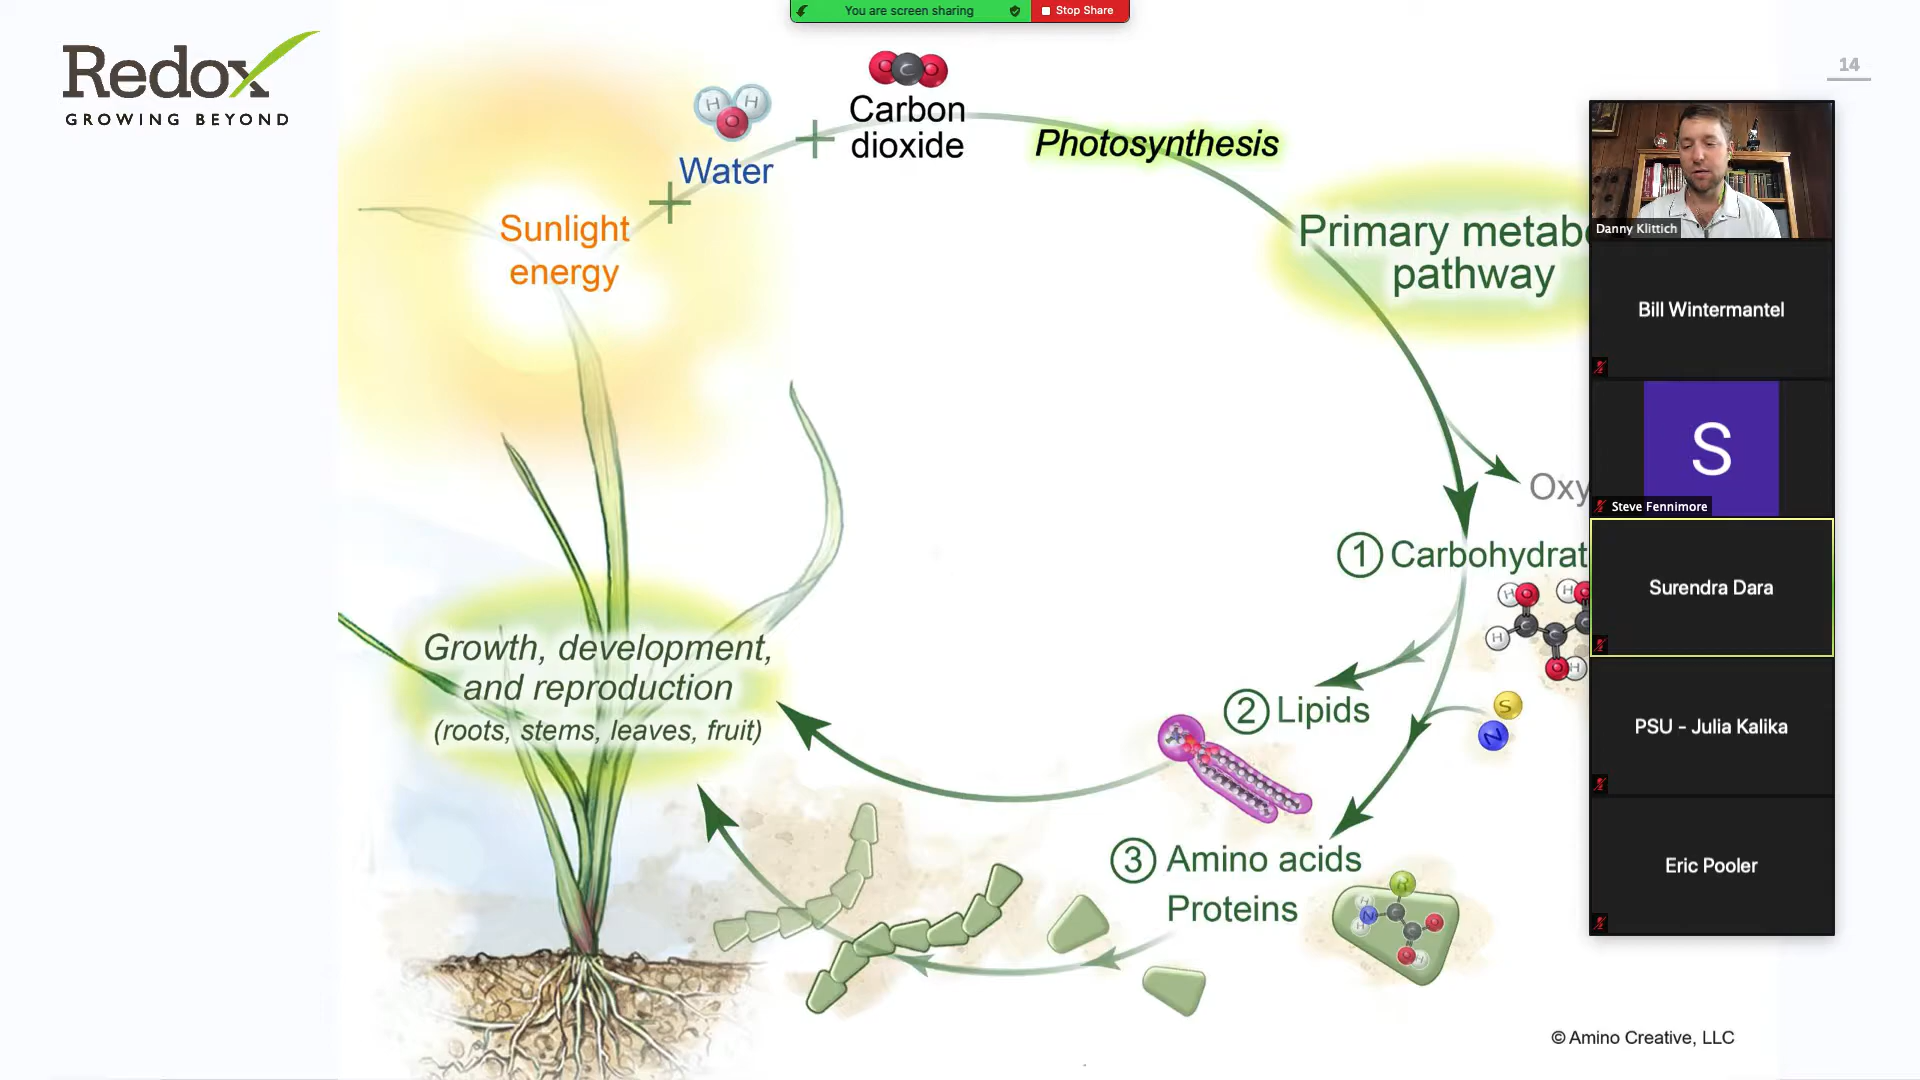 You are screen sharing
Stop Share
Redox
GROWING BEYOND
14
Water
Carbon
dioxide
Photosynthesis
Sunlight
energy
Primary metab
pathway
Oxy
1 Carbohydrat
2 Lipids
3 Amino acids
Proteins
Growth, development,
and reproduction
(roots, stems, leaves, fruit)
H H
O
O C O
H O H O
C
H C
O H
S
N
R
H
N C
H O
C
O H
© Amino Creative, LLC
Danny Klittich
Bill Wintermantel
S
Steve Fennimore
Surendra Dara
PSU - Julia Kalika
Eric Pooler